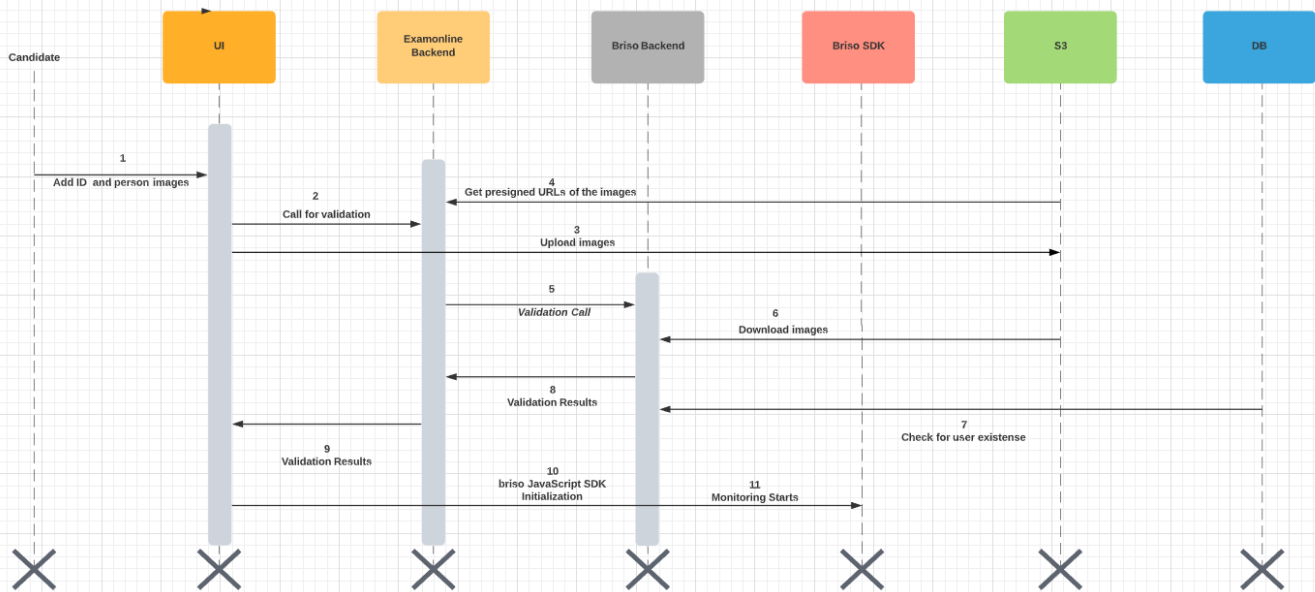 UI
Examonline
Backend
Briso Backend
Briso SDK
S3
DB
Candidate
1
Add ID and person images
4
Get presigned URLs of the images
2
Call for validation
3
Upload images
5
Validation Call
6
Download images
8
Validation Results
7
Check for user existense
9
Validation Results
10
briso JavaScript SDK
Initialization
11
Monitoring Starts